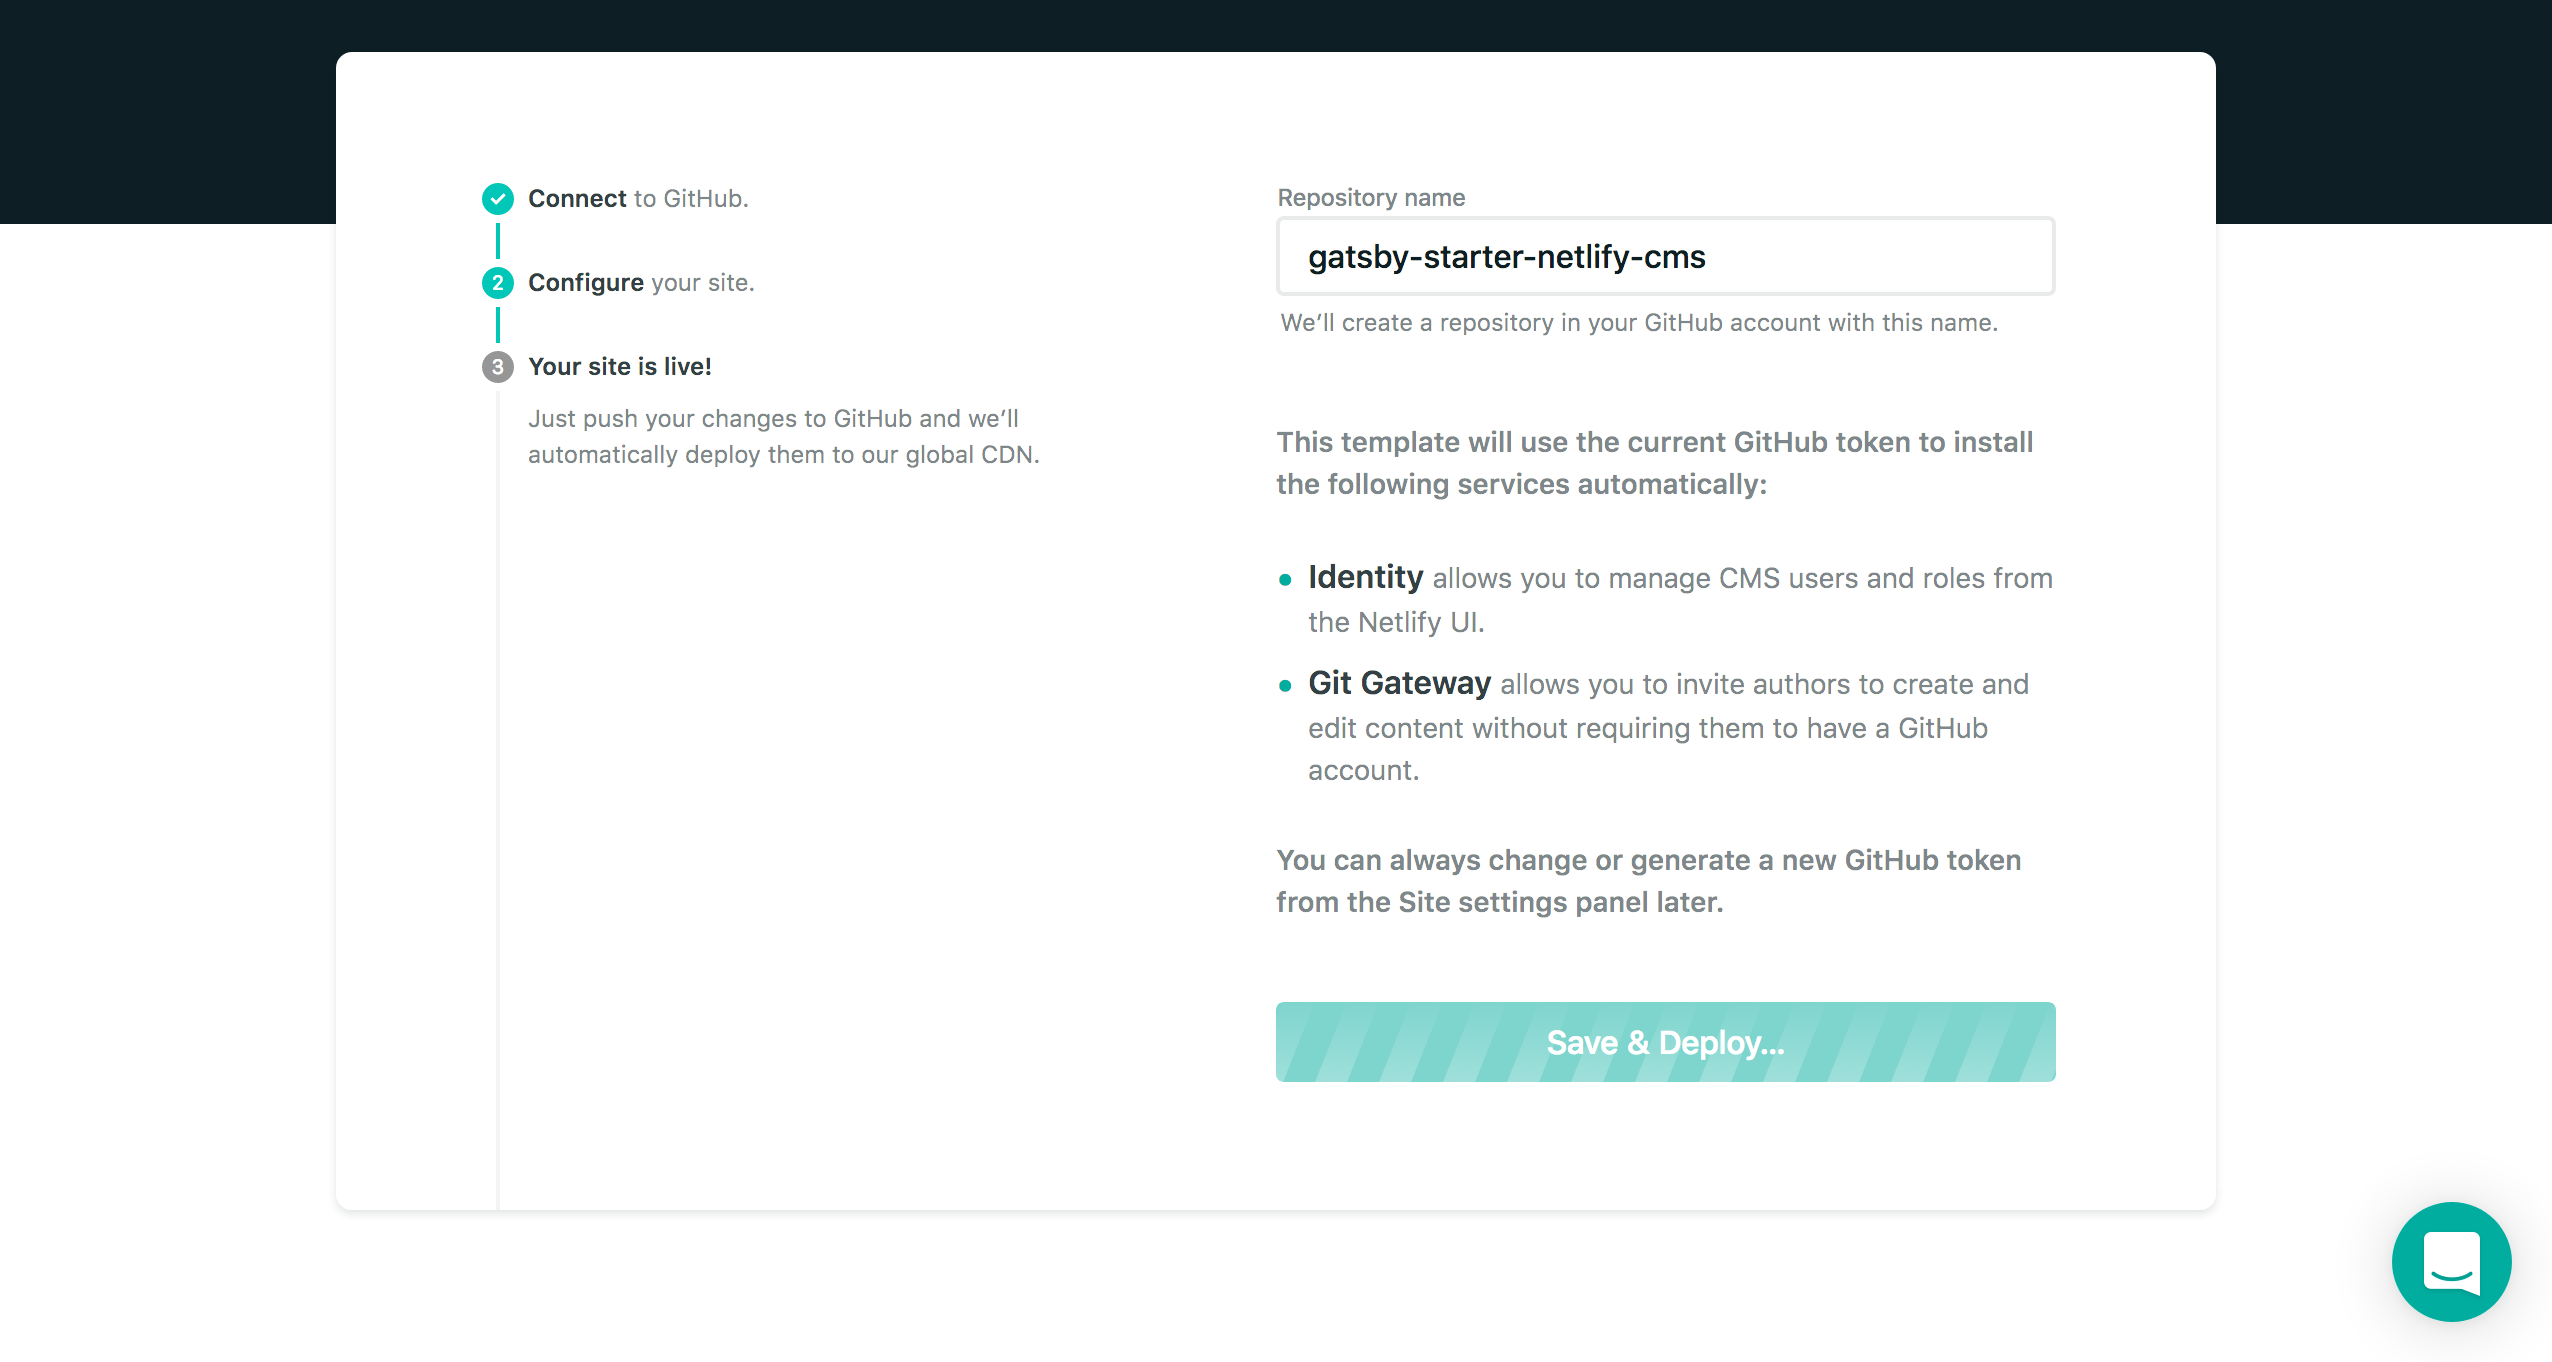 Connect to GitHub.
2 Configure your site.
3 Your site is live!
Just push your changes to GitHub and we’ll
automatically deploy them to our global CDN.
Repository name
gatsby-starter-netlify-cms
We’ll create a repository in your GitHub account with this name.
This template will use the current GitHub token to install
the following services automatically:
• Identity allows you to manage CMS users and roles from
the Netlify UI.
• Git Gateway allows you to invite authors to create and
edit content without requiring them to have a GitHub
account.
You can always change or generate a new GitHub token
from the Site settings panel later.
Save & Deploy...